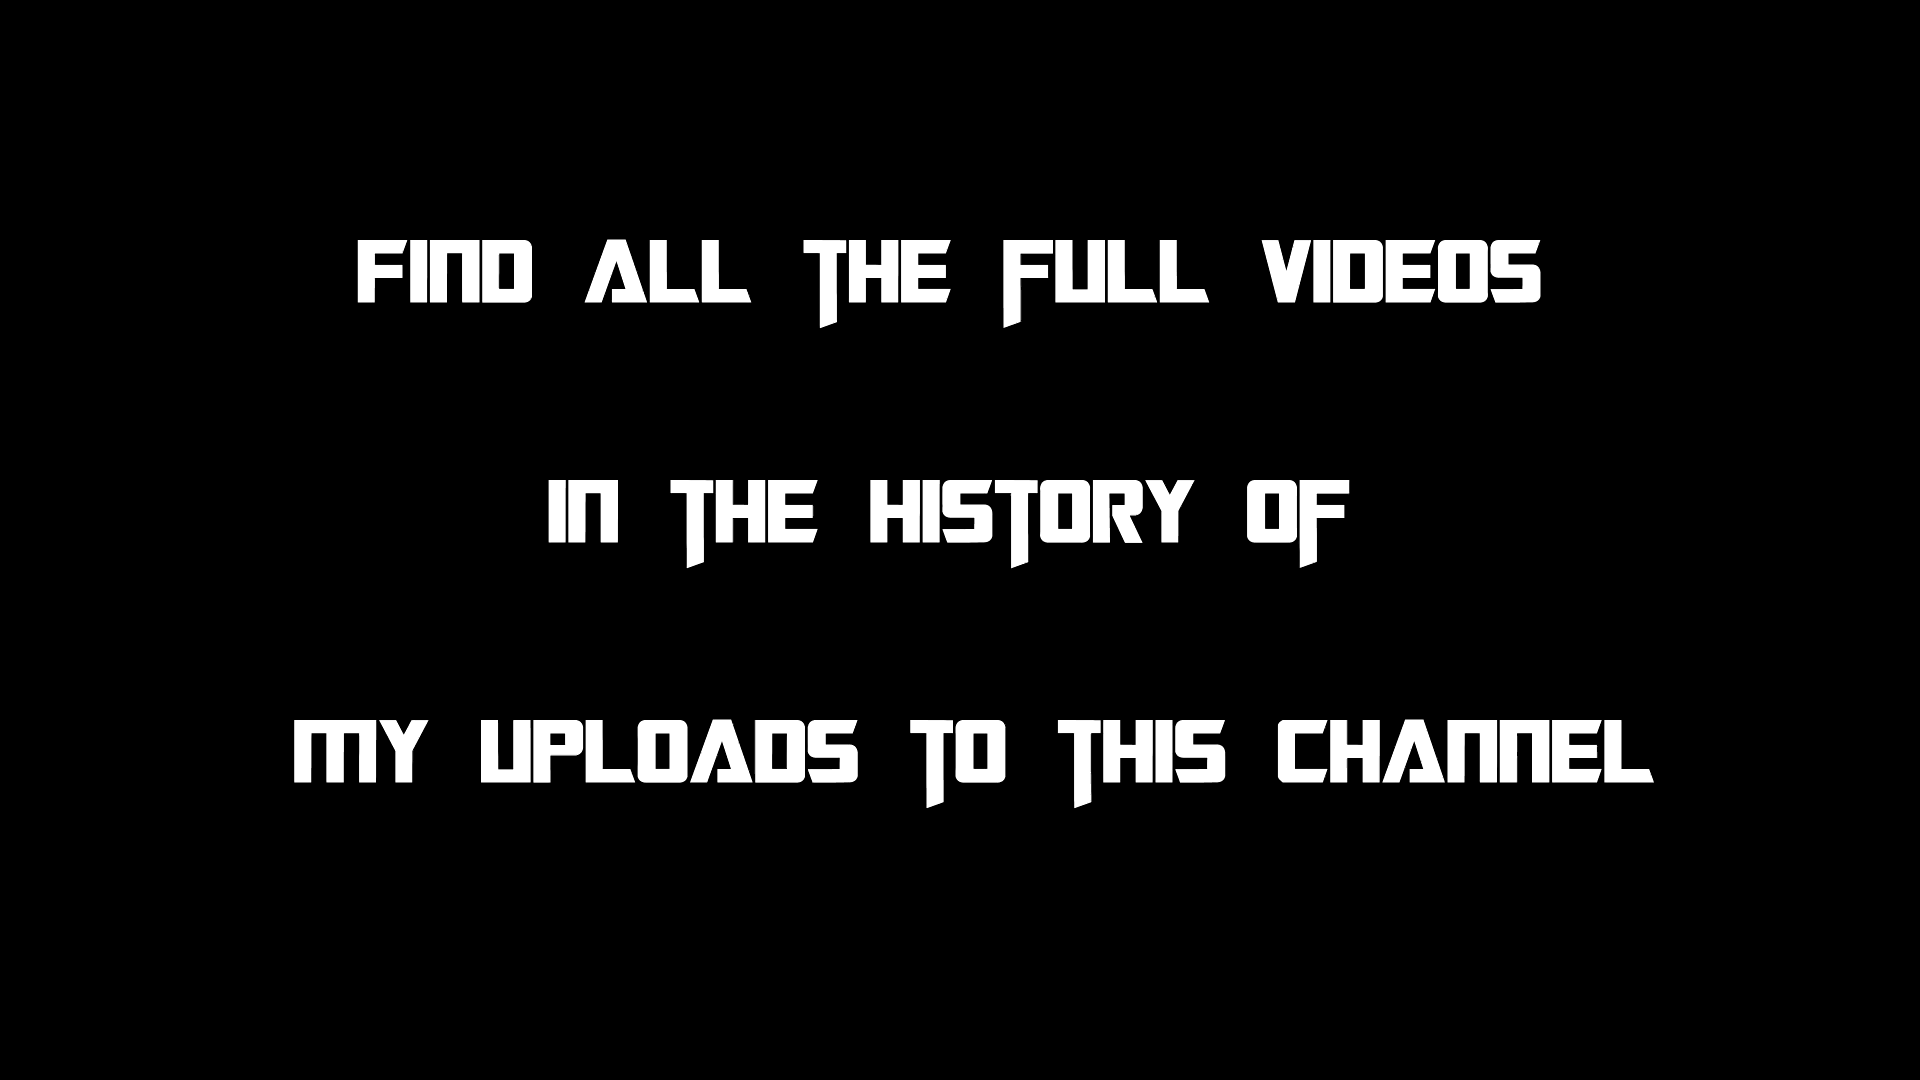 FIND ALL THE FULL VIDEOS
IN THE HISTORY OF
MY UPLOADS TO THIS CHANNEL